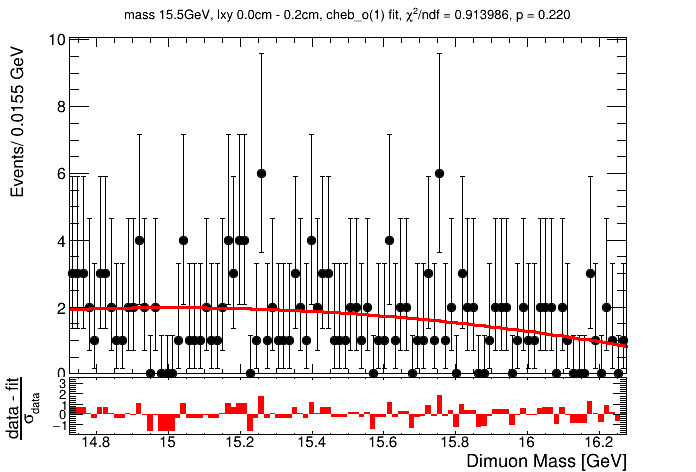 mass 15.5GeV, lxy 0.0cm - 0.2cm, cheb_o(1) fit, χ²/ndf = 0.913986, p = 0.220
Events/ 0.0155 GeV
10
8
6
4
2
0
data - fit
σdata
3
2
1
0
−1
14.8 15 15.2 15.4 15.6 15.8 16 16.2
Dimuon Mass [GeV]